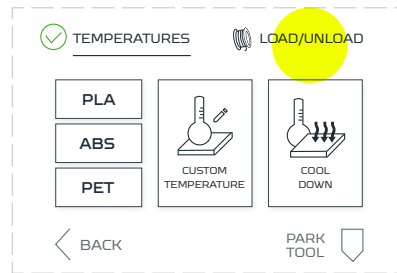 TEMPERATURES
LOAD/UNLOAD
PLA
ABS
PET
CUSTOM
TEMPERATURE
COOL
DOWN
BACK
PARK
TOOL